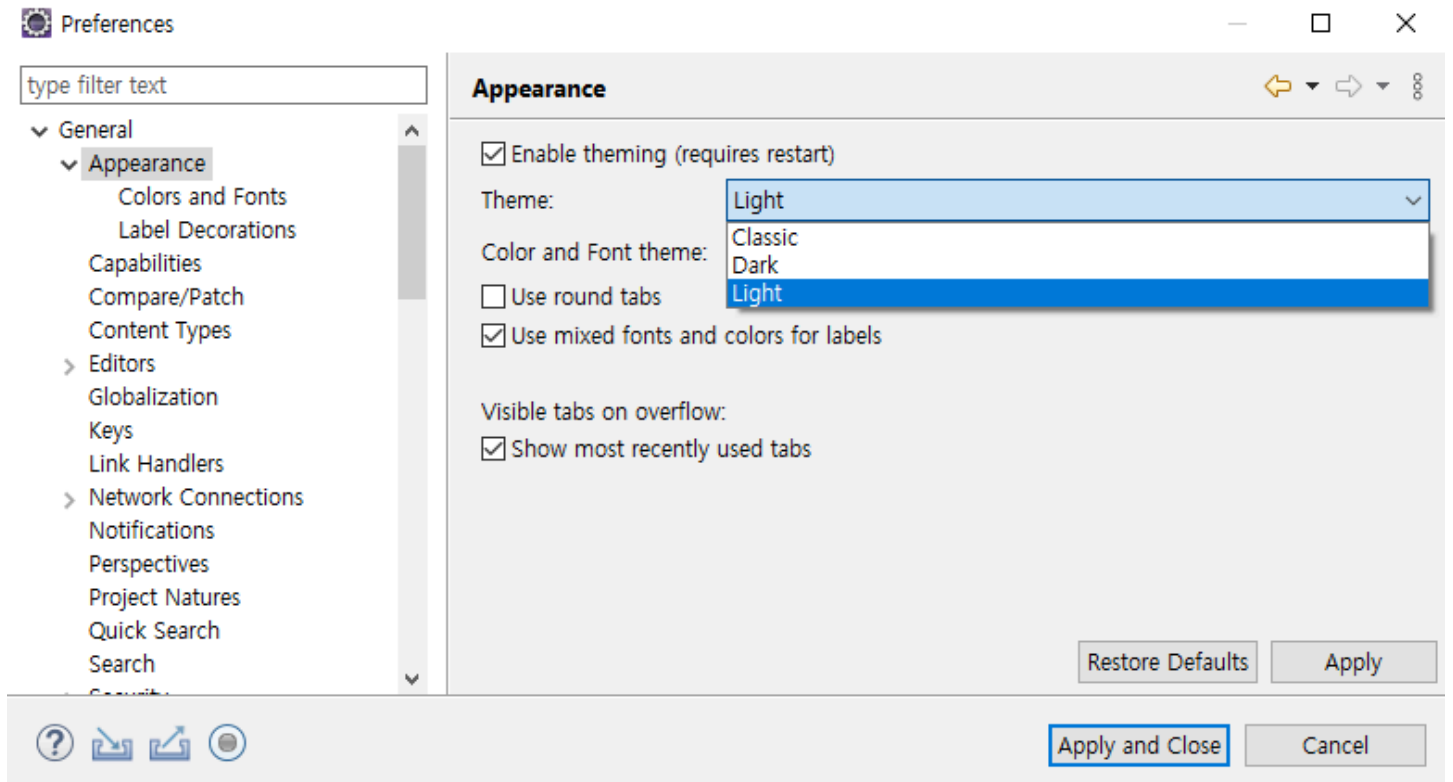 Preferences
type filter text
General
Appearance
Colors and Fonts
Label Decorations
Capabilities
Compare/Patch
Content Types
Editors
Globalization
Keys
Link Handlers
Network Connections
Notifications
Perspectives
Project Natures
Quick Search
Search
Security
Appearance
Enable theming (requires restart)
Theme: Light
Classic
Color and Font theme: Dark
Use round tabs Light
Use mixed fonts and colors for labels
Visible tabs on overflow:
Show most recently used tabs
Restore Defaults Apply
Apply and Close Cancel